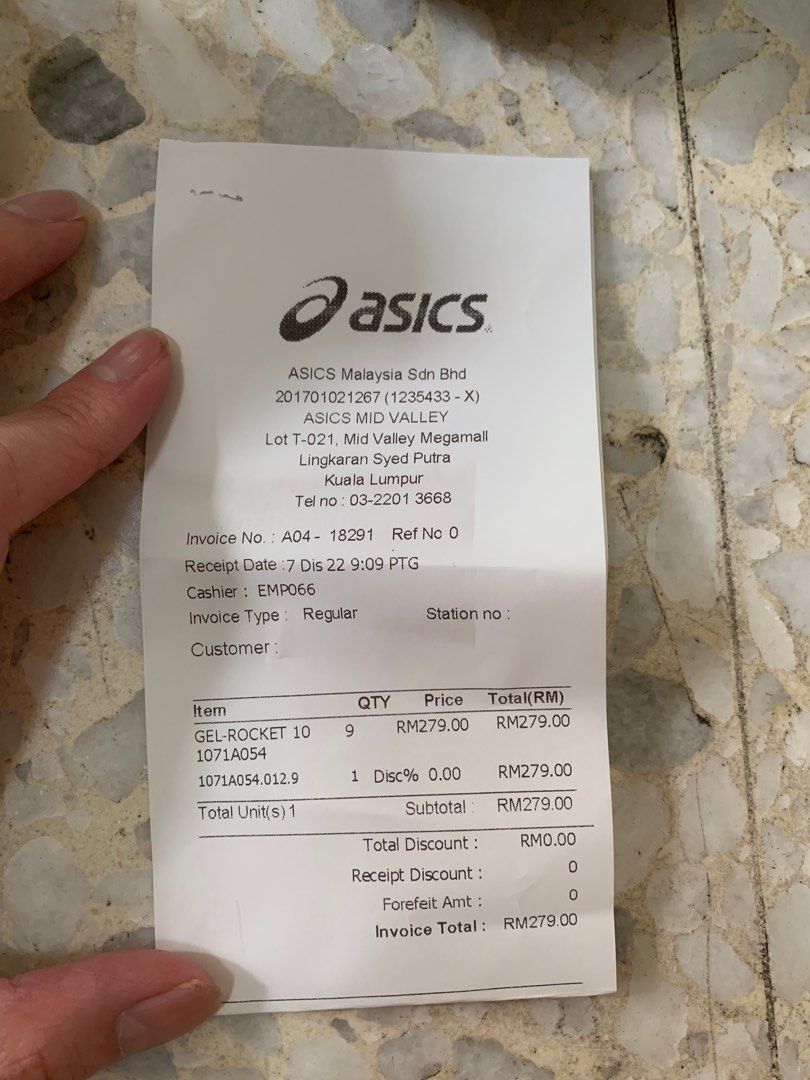 asics
ASICS Malaysia Sdn Bhd
201701021267 (1235433 - X)
ASICS MID VALLEY
Lot T-021, Mid Valley Megamall
Lingkaran Syed Putra
Kuala Lumpur
Tel no : 03-2201 3668
Invoice No. : A04 - 18291 Ref No 0
Receipt Date :7 Dis 22 9:09 PTG
Cashier : EMP066
Invoice Type : Regular Station no :
Customer :
Item QTY Price Total(RM)
GEL-ROCKET 10 9 RM279.00 RM279.00
1071A054
1071A054.012.9 1 Disc% 0.00 RM279.00
Total Unit(s) 1 Subtotal : RM279.00
Total Discount : RM0.00
Receipt Discount : 0
Forefeit Amt : 0
Invoice Total : RM279.00